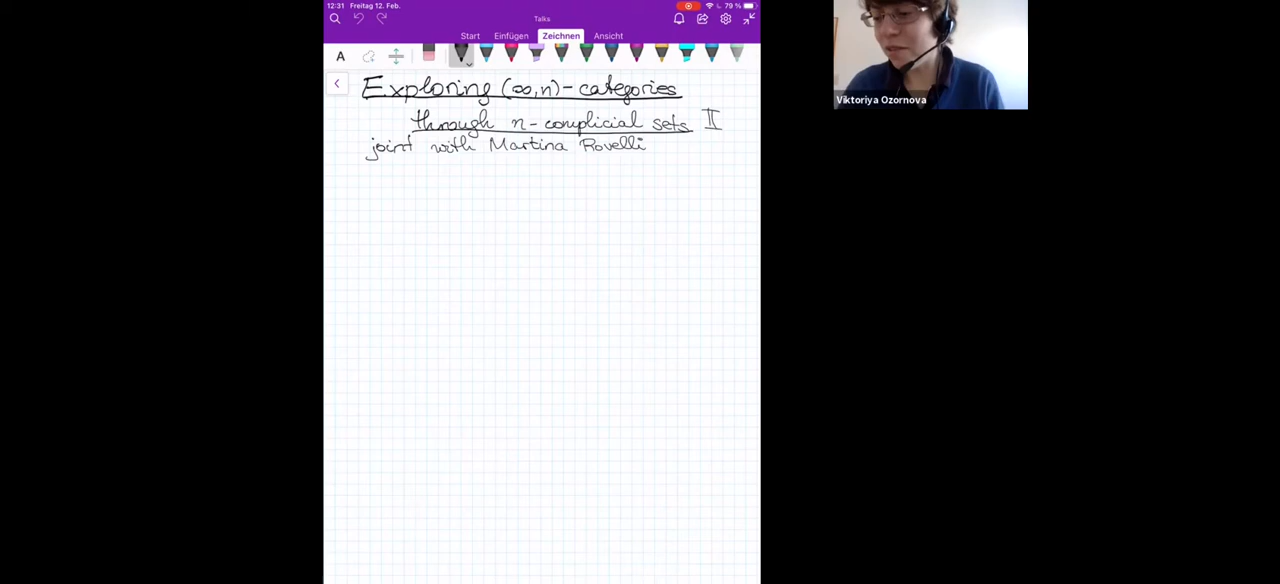 12:31 Freitag 12. Feb.
79 %
Talks
Start Einfügen Zeichnen Ansicht
A
Exploring (∞,n)-categories
through n-complicial sets II
joint with Martina Rovelli
Viktoriya Ozornova